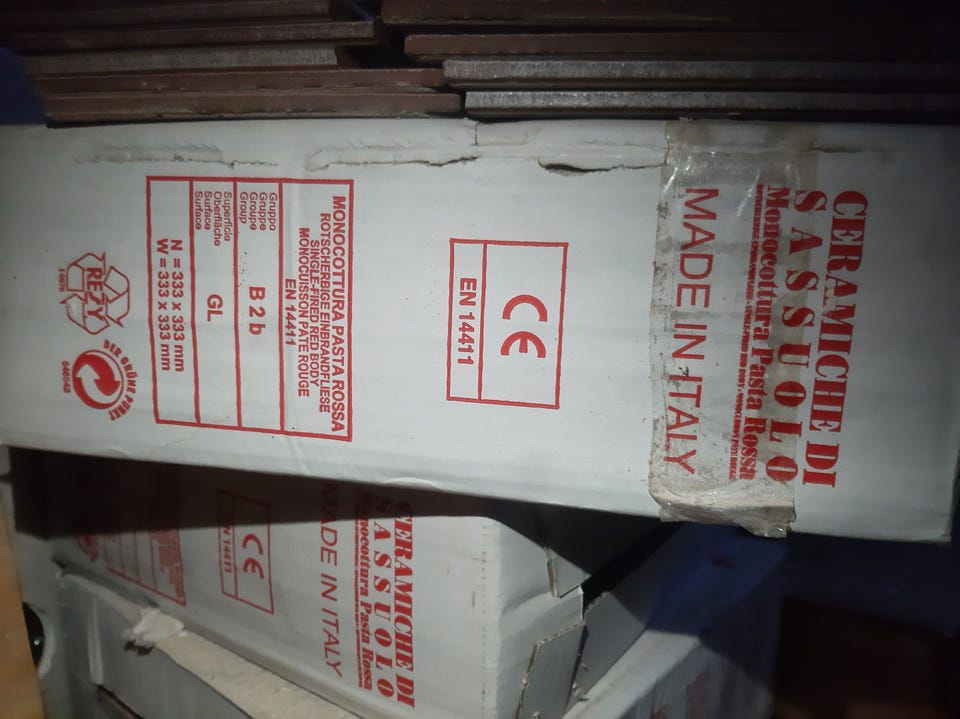 CERAMICHE DI
SASSUOLO
Monocottura Pasta Rossa
MADE IN ITALY
CE
EN 14411
MONOCOTTURA PASTA ROSSA
ROTSCHERBIGE EINBRANDFLIESE
SINGLE-FIRED RED BODY
MONOCUISSON PATE ROUGE
EN 14411
Gruppo
Gruppe
Groupe
Group
B 2 b
Superficie
Oberfläche
Surface
Surface
GL
N = 333 x 333 mm
W = 333 x 333 mm
RESY
DER GRÜNE PUNKT
546042
CERAMICHE DI
SASSUOLO
Monocottura Pasta Rossa
MADE IN ITALY
CE
EN 14411